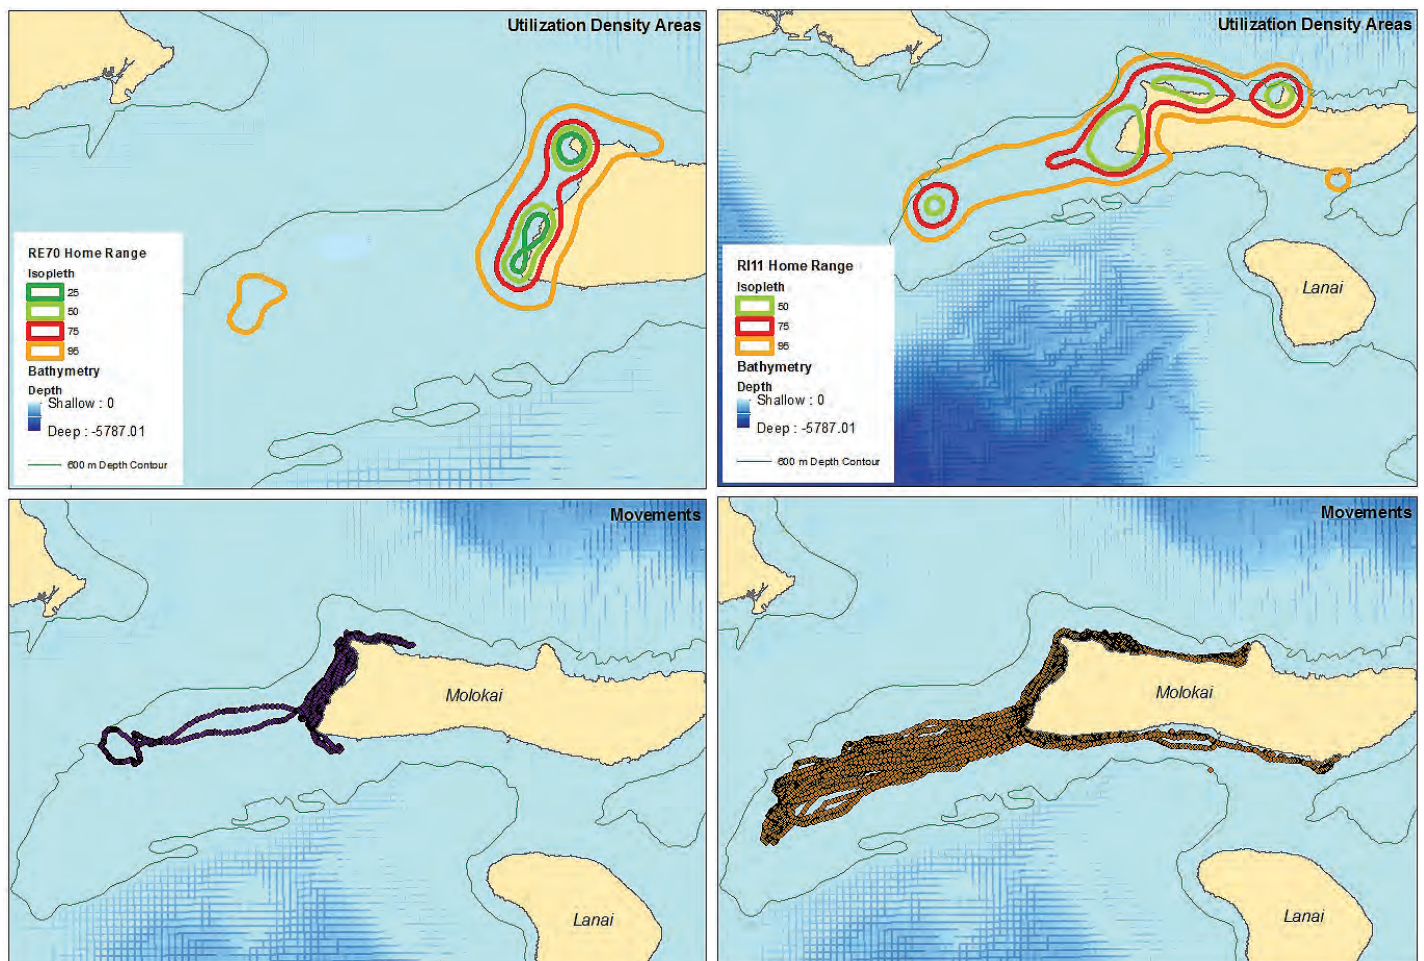 Utilization Density Areas
RE70 Home Range
Isopleth
25
50
75
95
Bathymetry
Depth
Shallow : 0
Deep : -5787.01
600 m Depth Contour
Utilization Density Areas
RI11 Home Range
Isopleth
50
75
95
Bathymetry
Depth
Shallow : 0
Deep : -5787.01
600 m Depth Contour
Lanai
Movements
Molokai
Lanai
Movements
Molokai
Lanai